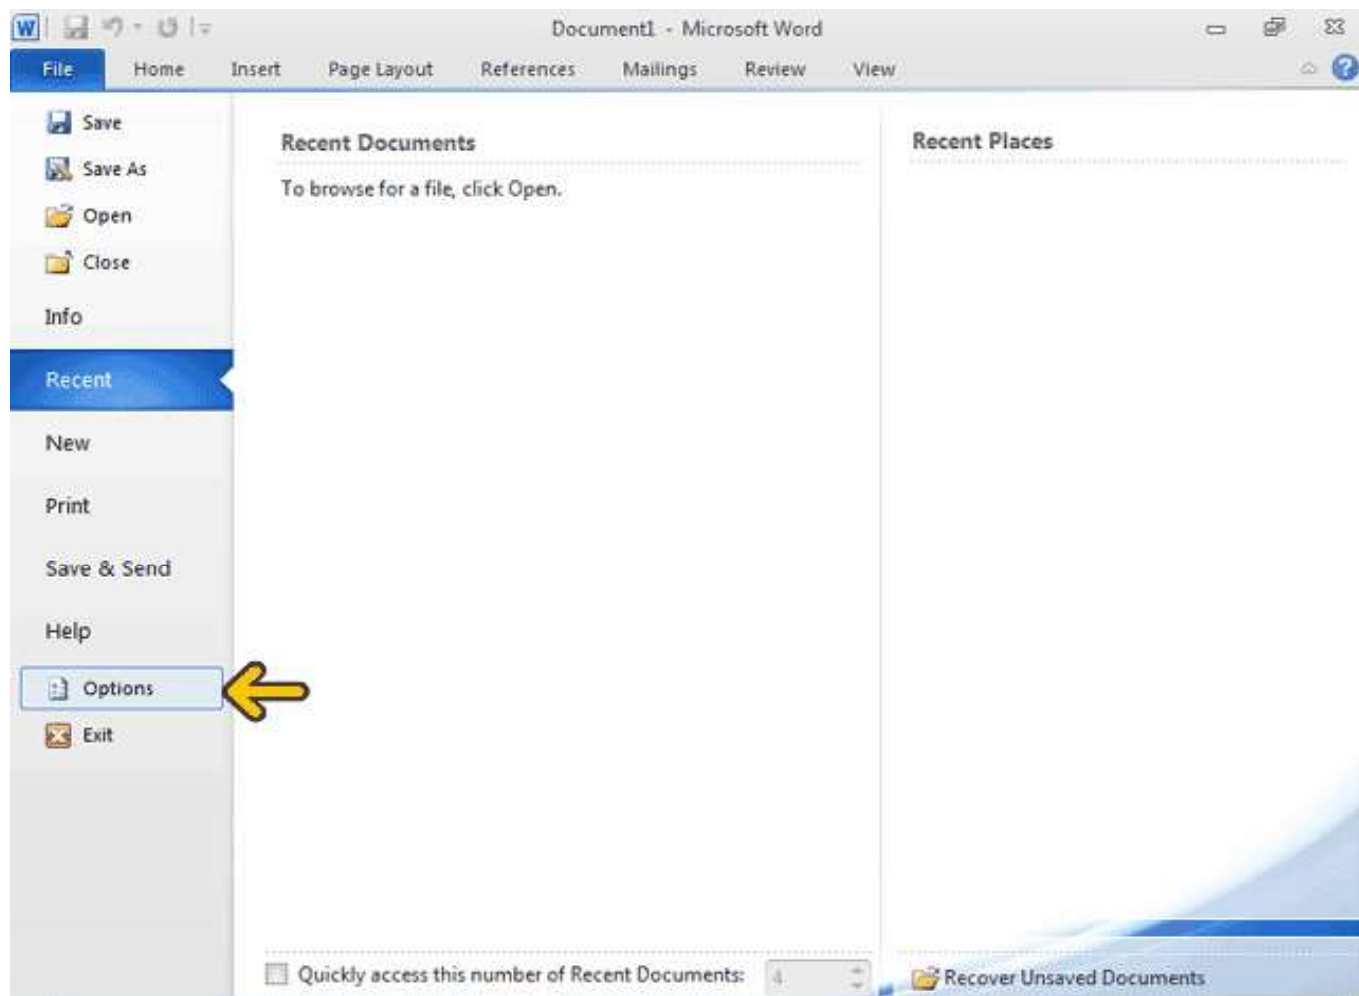 Document1 - Microsoft Word
File Home Insert Page Layout References Mailings Review View
Save
Save As
Open
Close
Info
Recent
New
Print
Save & Send
Help
Options
Exit
Recent Documents
To browse for a file, click Open.
Quickly access this number of Recent Documents: 4
Recent Places
Recover Unsaved Documents